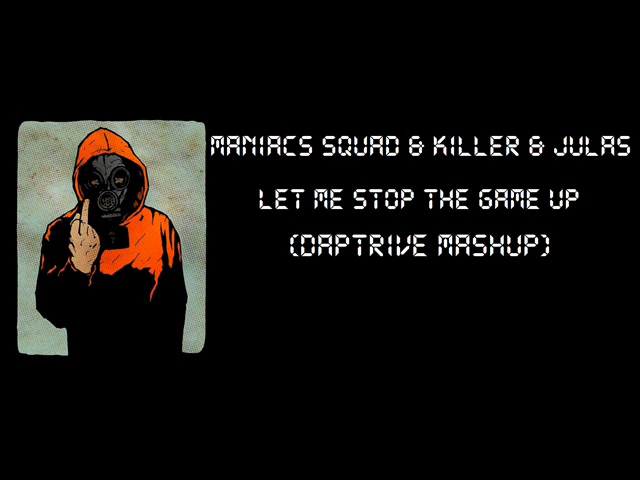 MANIACS SQUAD & KILLER & JULAS
LET ME STOP THE GAME UP
(DAPTRIVE MASHUP)